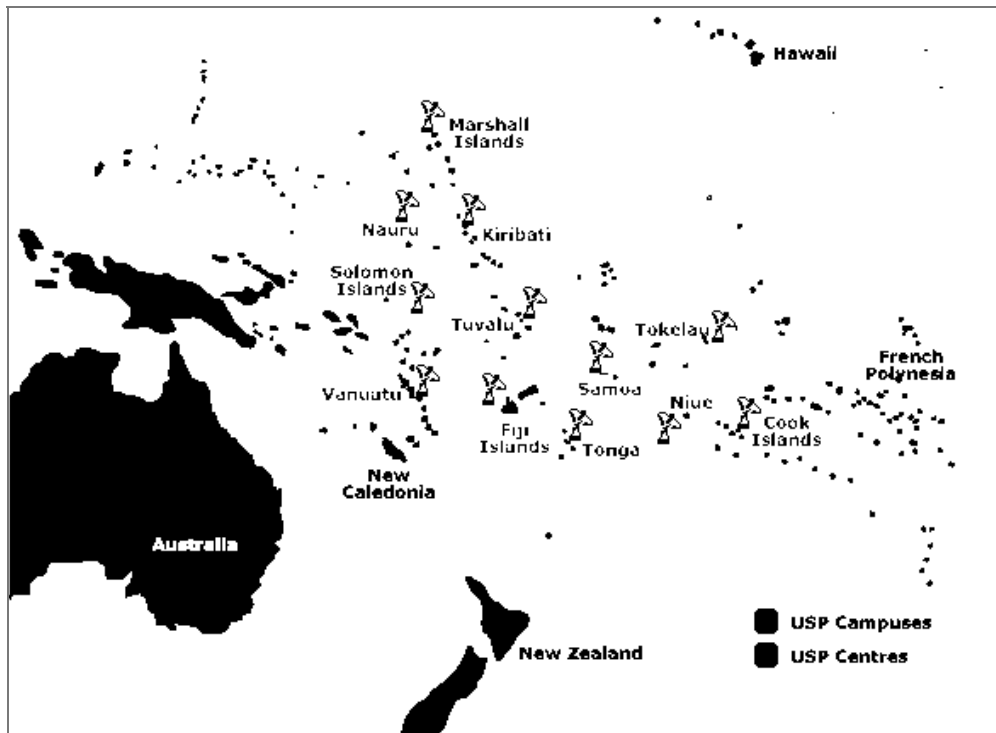 Hawaii
Marshall
Islands
Nauru
Kiribati
Solomon
Islands
Tuvalu
Tokelau
French
Polynesia
Vanuatu
Samoa
Niue
Fiji
Islands
Tonga
Cook
Islands
New
Caledonia
Australia
USP Campuses
New Zealand
USP Centres